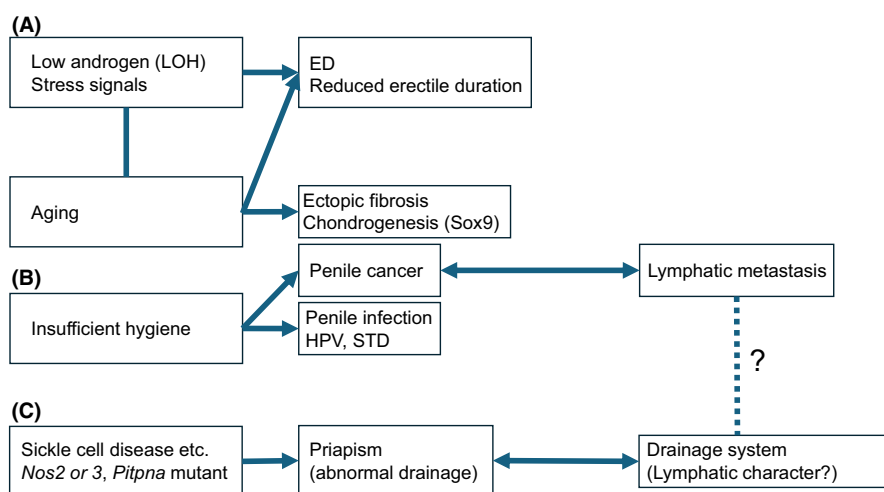 (A)
Low androgen (LOH)
Stress signals
ED
Reduced erectile duration
Aging
Ectopic fibrosis
Chondrogenesis (Sox9)
(B)
Insufficient hygiene
Penile cancer
Lymphatic metastasis
Penile infection
HPV, STD
?
(C)
Sickle cell disease etc.
Nos2 or 3, Pitpna mutant
Priapism
(abnormal drainage)
Drainage system
(Lymphatic character?)